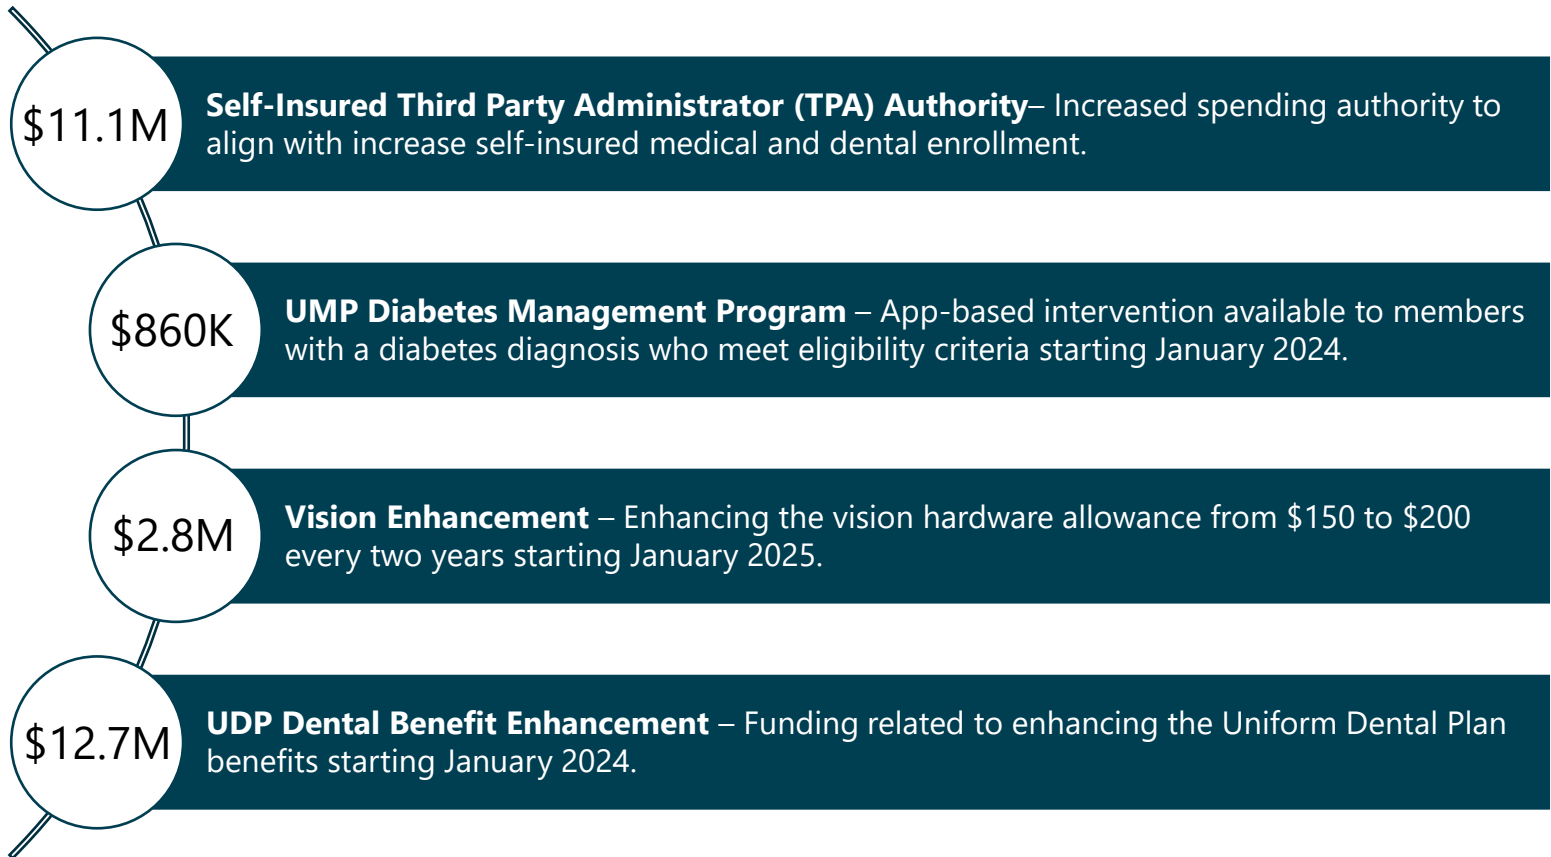 $11.1M
Self-Insured Third Party Administrator (TPA) Authority– Increased spending authority to
align with increase self-insured medical and dental enrollment.
$860K
UMP Diabetes Management Program – App-based intervention available to members
with a diabetes diagnosis who meet eligibility criteria starting January 2024.
$2.8M
Vision Enhancement – Enhancing the vision hardware allowance from $150 to $200
every two years starting January 2025.
$12.7M
UDP Dental Benefit Enhancement – Funding related to enhancing the Uniform Dental Plan
benefits starting January 2024.